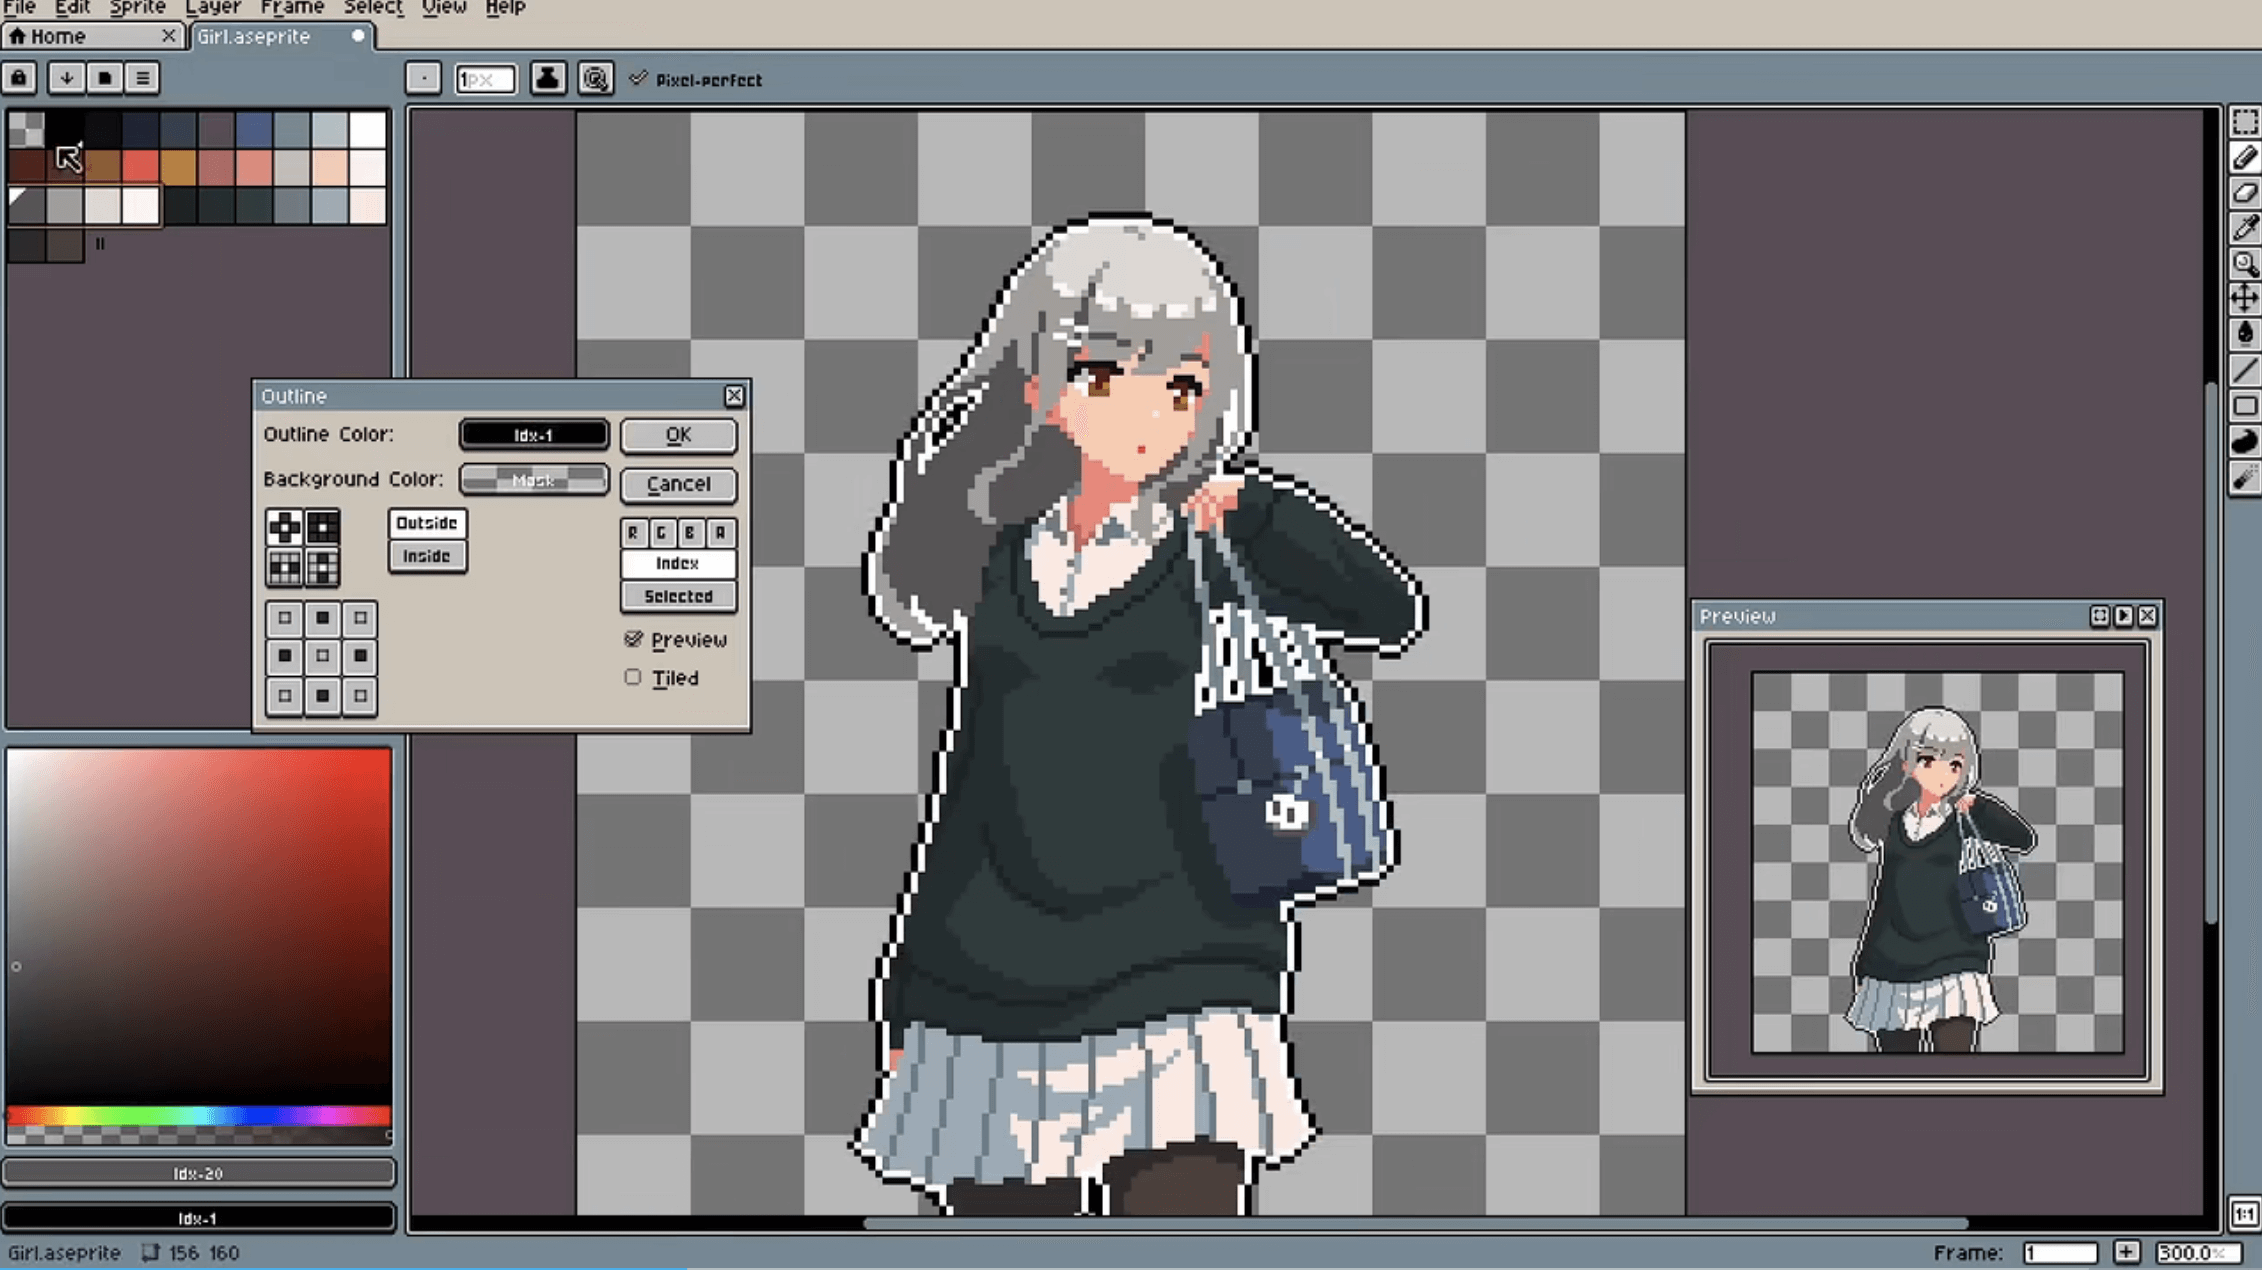 File Edit Sprite Layer Frame Select View Help
Home
Girl.aseprite
1px
Pixel-perfect
Outline
Outline Color:
Idx-1
OK
Background Color:
Mask
Cancel
Outside
Inside
R G B A
Index
Selected
Preview
Tiled
Preview
Idx-20
Idx-1
1:1
Girl.aseprite 156 160
Frame: 1 + 300.0%